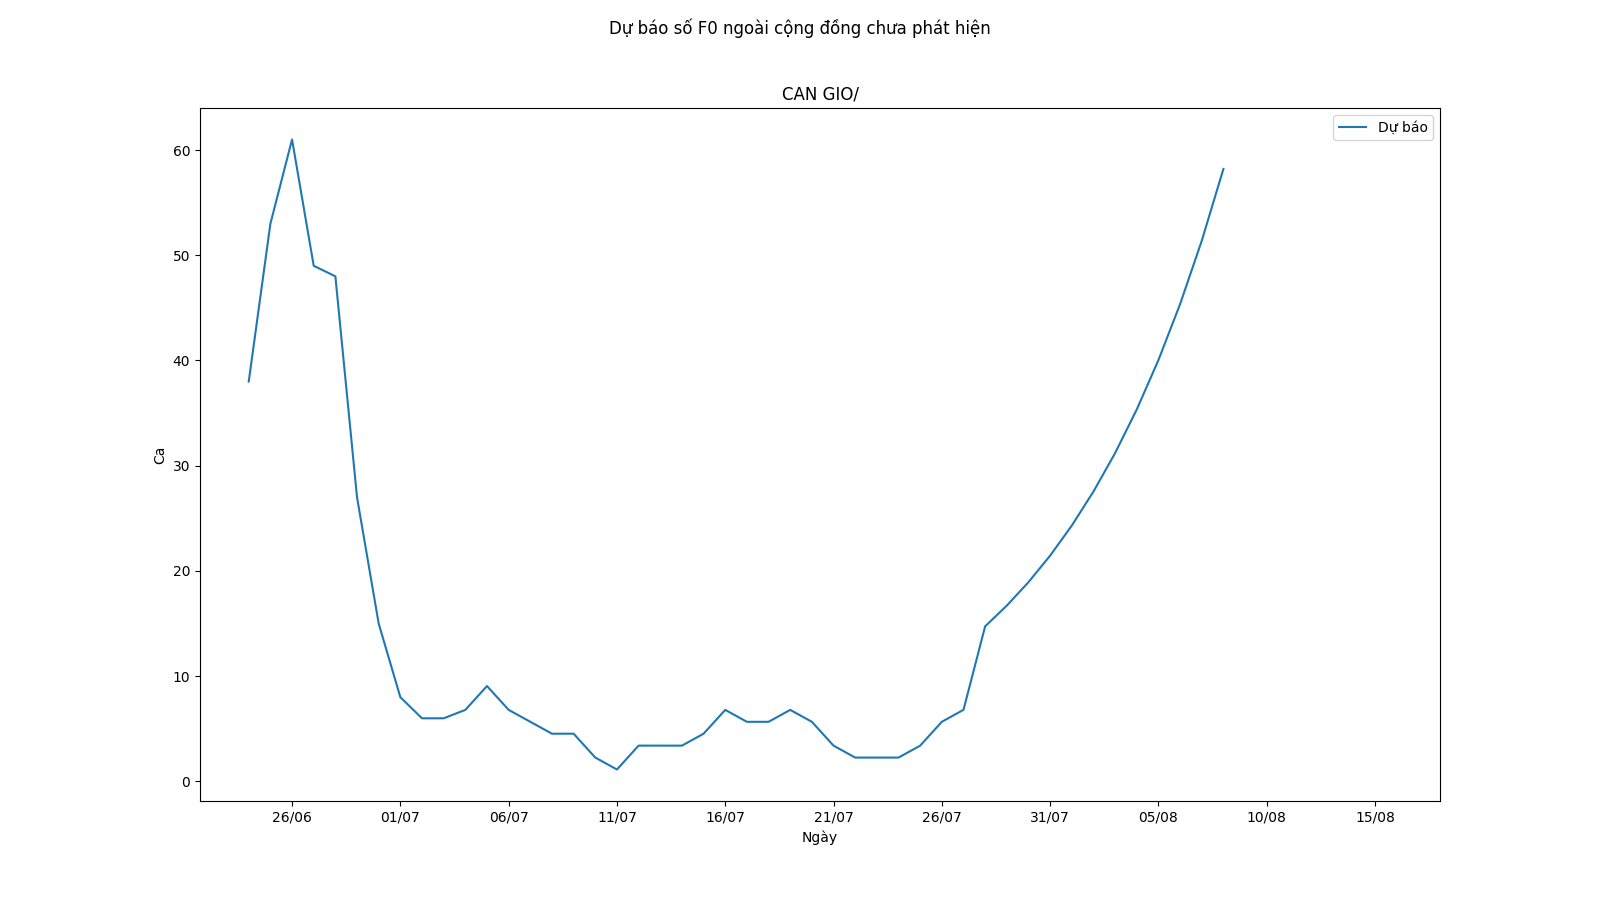 Dự báo số F0 ngoài cộng đồng chưa phát hiện
CAN GIO/
Dự báo
60
50
40
30
20
10
0
Ca
26/06 01/07 06/07 11/07 16/07 21/07 26/07 31/07 05/08 10/08 15/08
Ngày